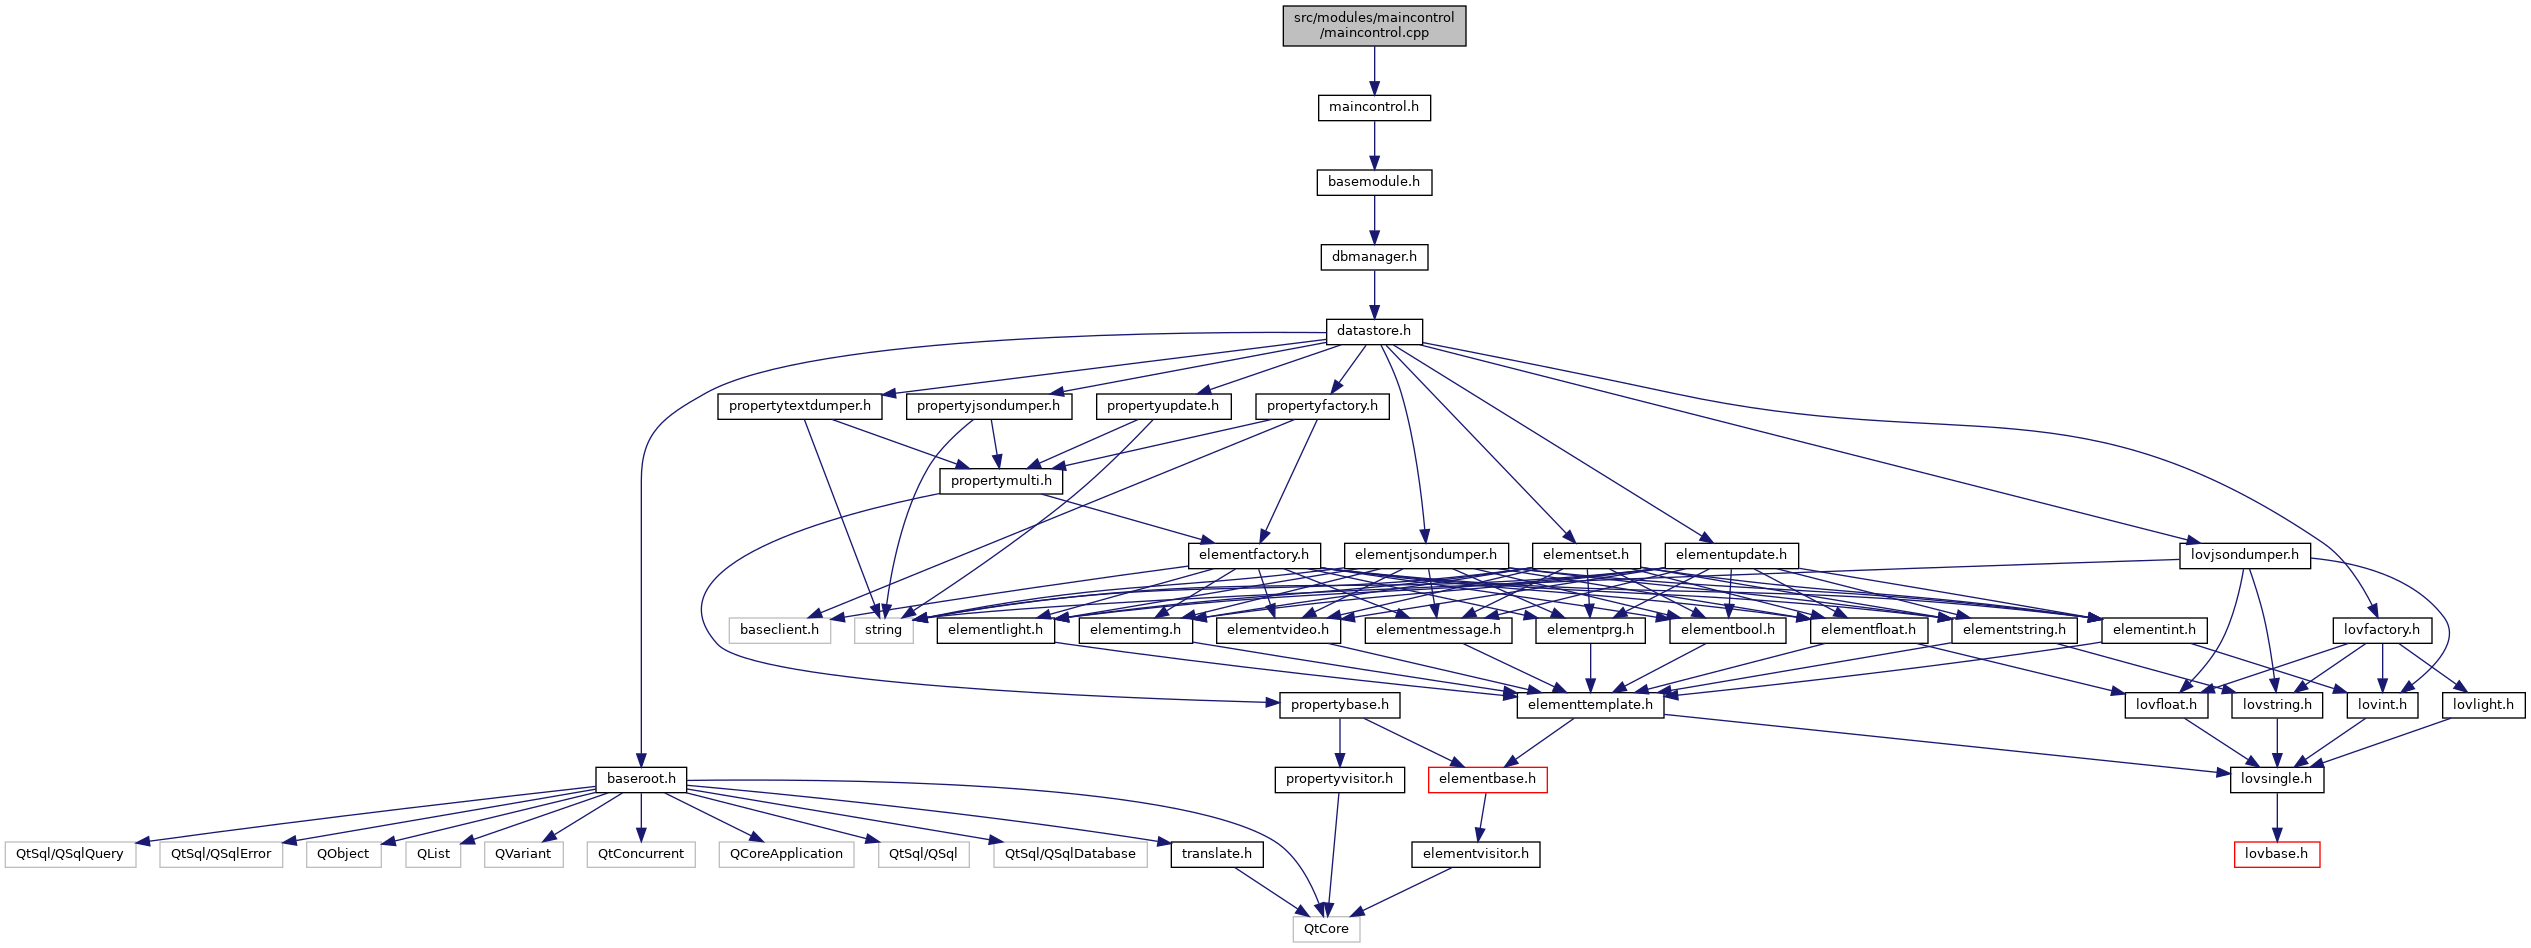 src/modules/maincontrol
/maincontrol.cpp
maincontrol.h
basemodule.h
dbmanager.h
datastore.h
propertytextdumper.h
propertyjsondumper.h
propertyupdate.h
propertyfactory.h
propertymulti.h
elementfactory.h
elementjsondumper.h
elementset.h
elementupdate.h
lovjsondumper.h
baseclient.h
string
elementlight.h
elementimg.h
elementvideo.h
elementmessage.h
elementprg.h
elementbool.h
elementfloat.h
elementstring.h
elementint.h
lovfactory.h
propertybase.h
elementtemplate.h
lovfloat.h
lovstring.h
lovint.h
lovlight.h
baseroot.h
propertyvisitor.h
elementbase.h
lovsingle.h
QtSql/QSqlQuery
QtSql/QSqlError
QObject
QList
QVariant
QtConcurrent
QCoreApplication
QtSql/QSql
QtSql/QSqlDatabase
translate.h
elementvisitor.h
lovbase.h
QtCore